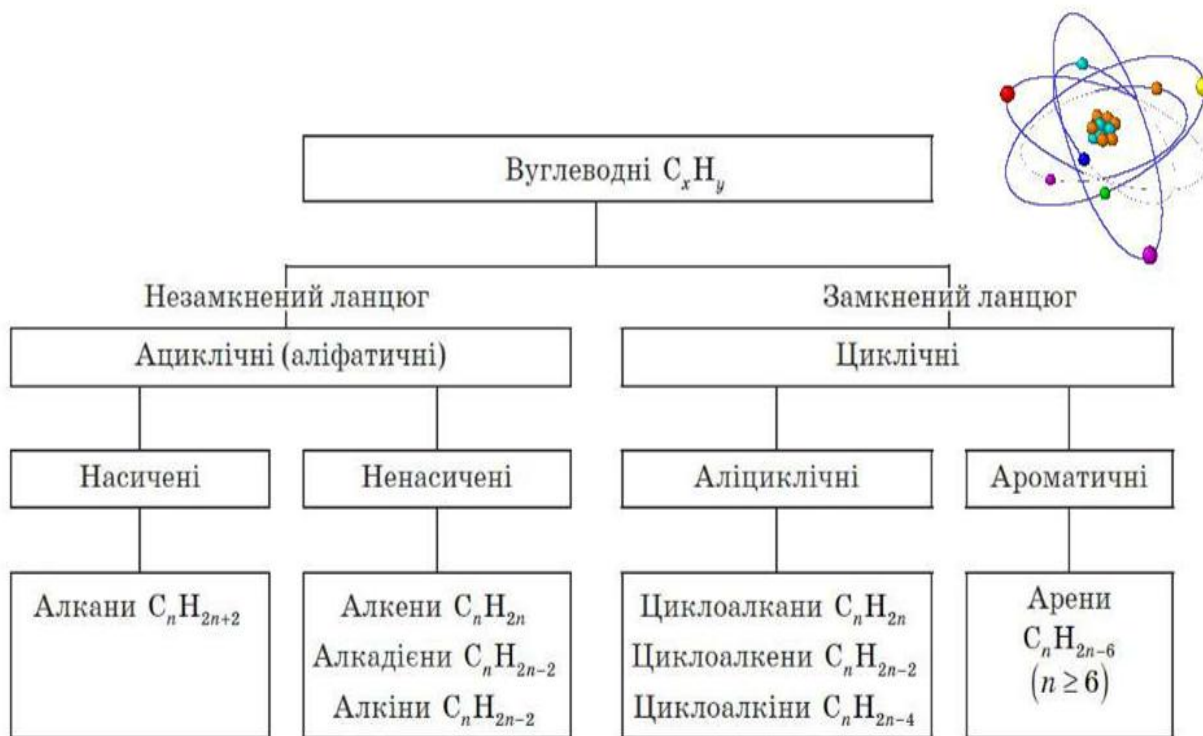 Вуглеводні CₓHᵧ
Незамкнений ланцюг
Замкнений ланцюг
Ациклічні (аліфатичні)
Циклічні
Насичені
Ненасичені
Аліциклічні
Ароматичні
Алкани CₙH₂ₙ₊₂
Алкени CₙH₂ₙ
Алкадієни CₙH₂ₙ₋₂
Алкіни CₙH₂ₙ₋₂
Циклоалкани CₙH₂ₙ
Циклоалкени CₙH₂ₙ₋₂
Циклоалкіни CₙH₂ₙ₋₄
Арени
CₙH₂ₙ₋₆
(n ≥ 6)